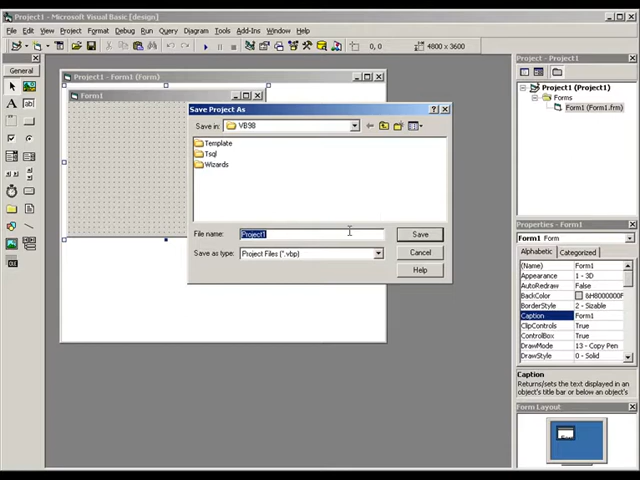 Project1 - Microsoft Visual Basic [design]
File Edit View Project Format Debug Run Query Diagram Tools Add-Ins Window Help
0, 0 4800 x 3600
General
A
Project1 - Form1 (Form)
Form1
Save Project As
Save in: VB98
Template
Tsql
Wizards
File name: Project1 Save
Save as type: Project Files (*.vbp) Cancel
Help
Project - Project1
Project1 (Project1)
Forms
Form1 (Form1.frm)
Properties - Form1
Form1 Form
Alphabetic Categorized
(Name) Form1
Appearance 1 - 3D
AutoRedraw False
BackColor &H8000000F
BorderStyle 2 - Sizable
Caption Form1
ClipControls True
ControlBox True
DrawMode 13 - Copy Pen
DrawStyle 0 - Solid
Caption
Returns/sets the text displayed in an
object's title bar or below an object's
Form Layout